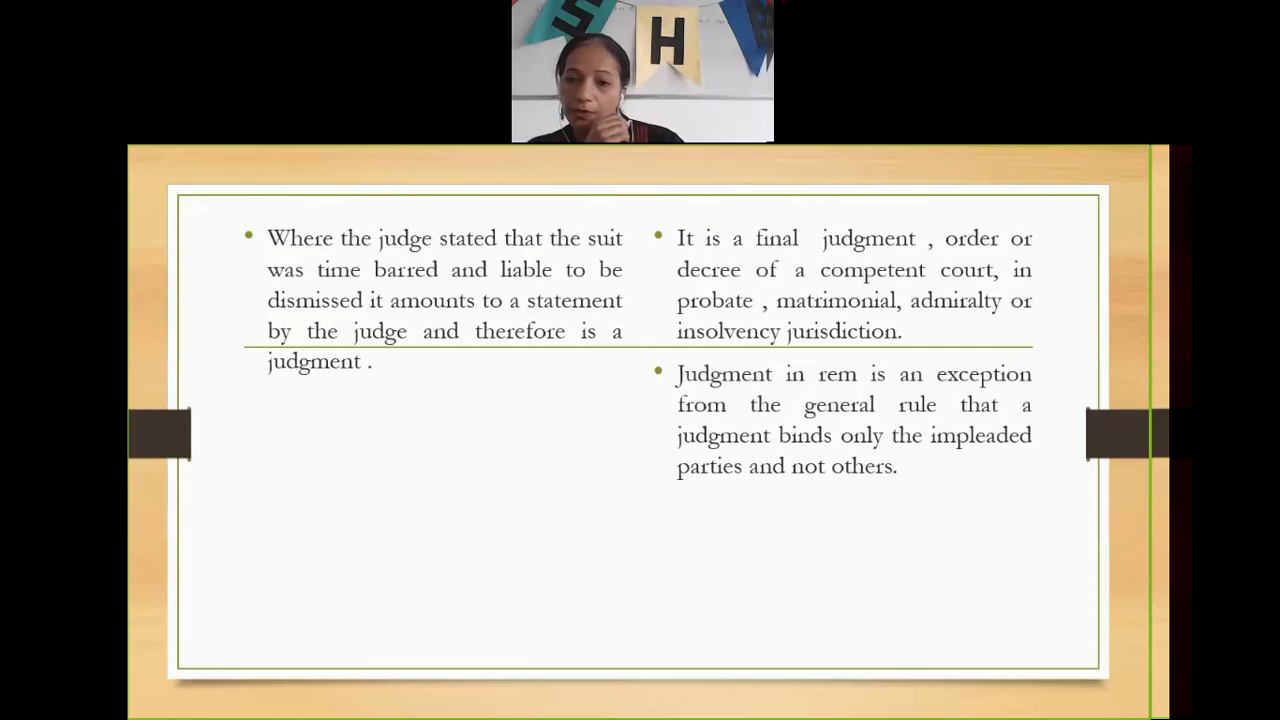 S H
• Where the judge stated that the suit
was time barred and liable to be
dismissed it amounts to a statement
by the judge and therefore is a
judgment .
• It is a final judgment , order or
decree of a competent court, in
probate , matrimonial, admiralty or
insolvency jurisdiction.
• Judgment in rem is an exception
from the general rule that a
judgment binds only the impleaded
parties and not others.